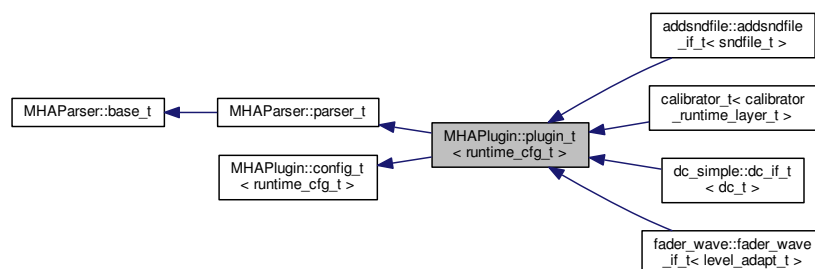 MHAParser::base_t
MHAParser::parser_t
MHAPlugin::config_t
< runtime_cfg_t >
MHAPlugin::plugin_t
< runtime_cfg_t >
addsndfile::addsndfile
_if_t< sndfile_t >
calibrator_t< calibrator
_runtime_layer_t >
dc_simple::dc_if_t
< dc_t >
fader_wave::fader_wave
_if_t< level_adapt_t >